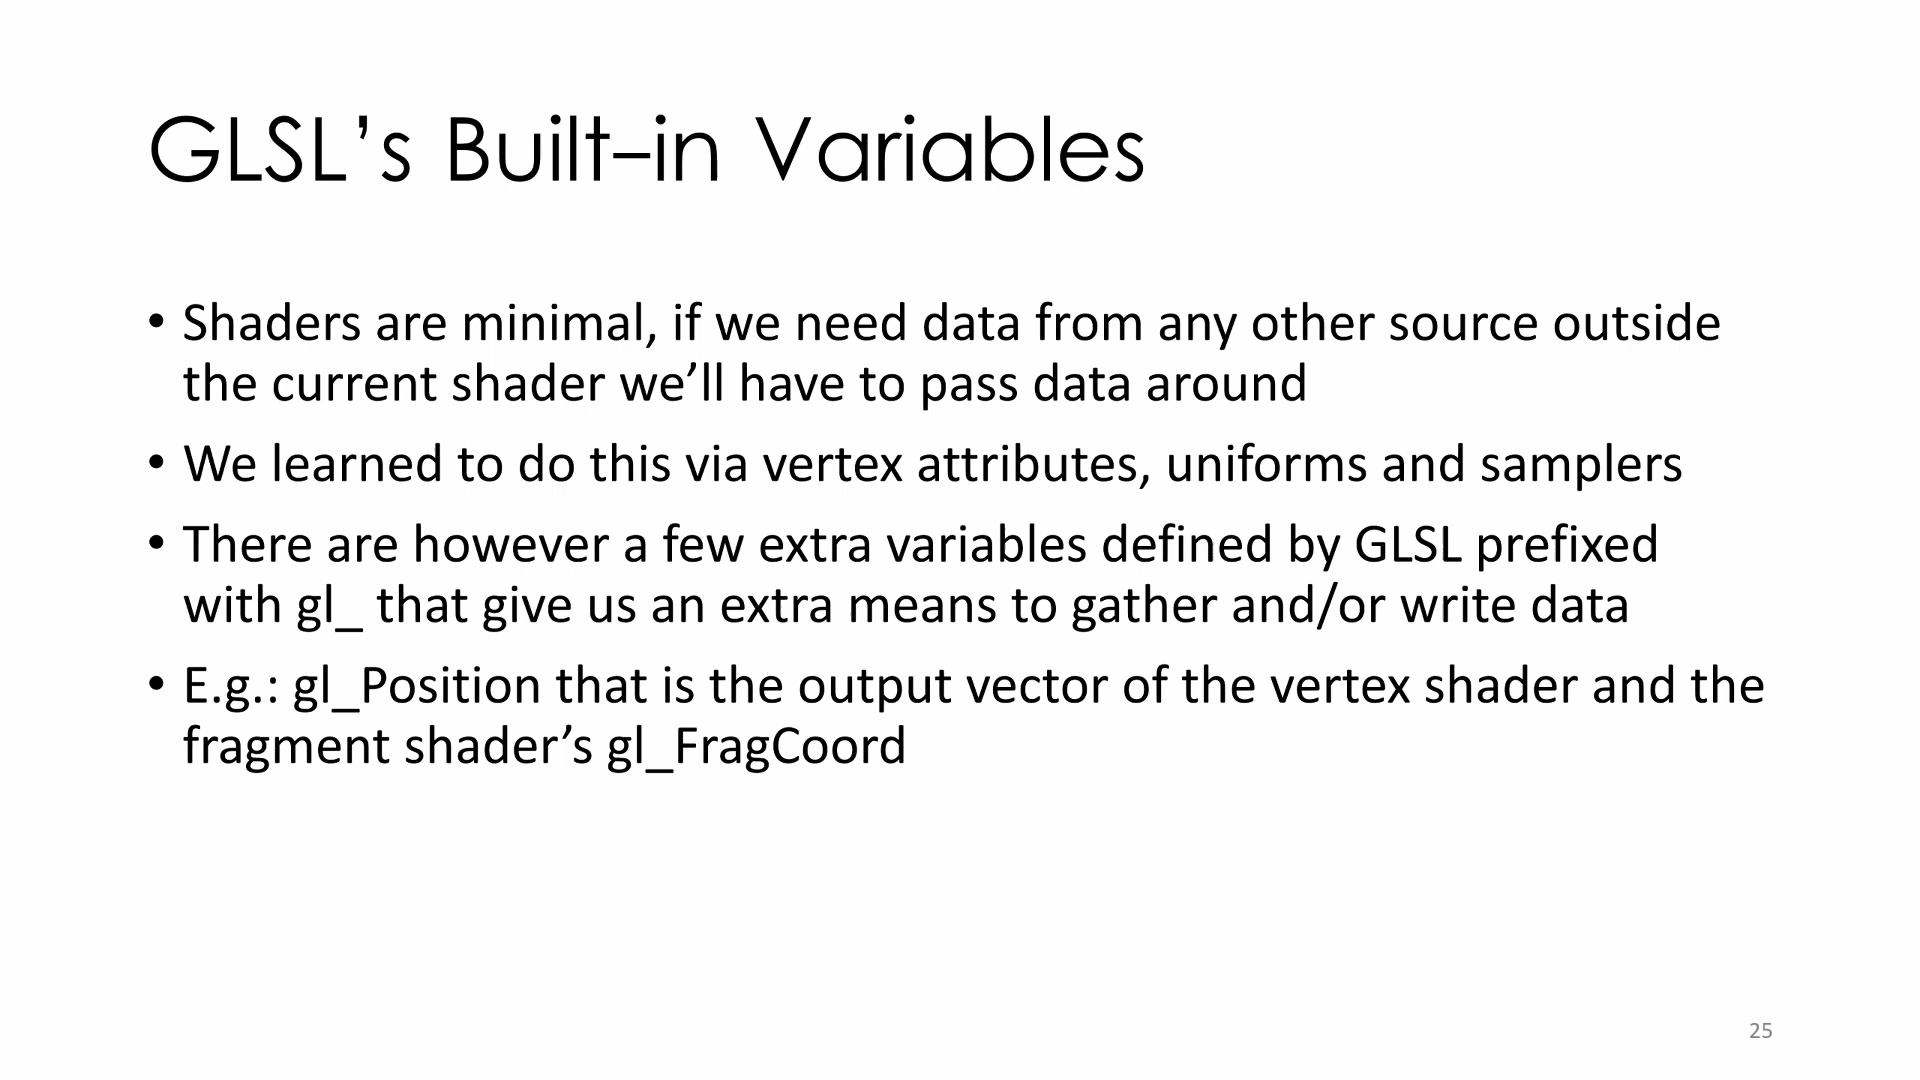 GLSL’s Built–in Variables
• Shaders are minimal, if we need data from any other source outside
the current shader we’ll have to pass data around
• We learned to do this via vertex attributes, uniforms and samplers
• There are however a few extra variables defined by GLSL prefixed
with gl_ that give us an extra means to gather and/or write data
• E.g.: gl_Position that is the output vector of the vertex shader and the
fragment shader’s gl_FragCoord
25